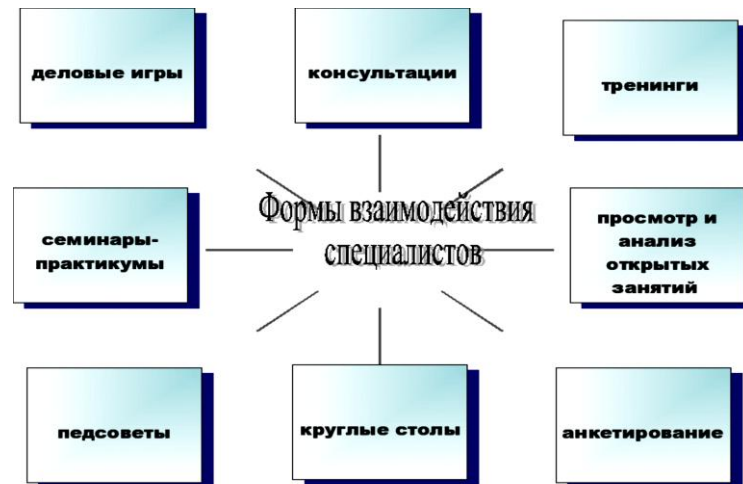 деловые игры
консультации
тренинги
Формы взаимодействия
специалистов
семинары-
практикумы
просмотр и
анализ
открытых
занятий
педсоветы
круглые столы
анкетирование